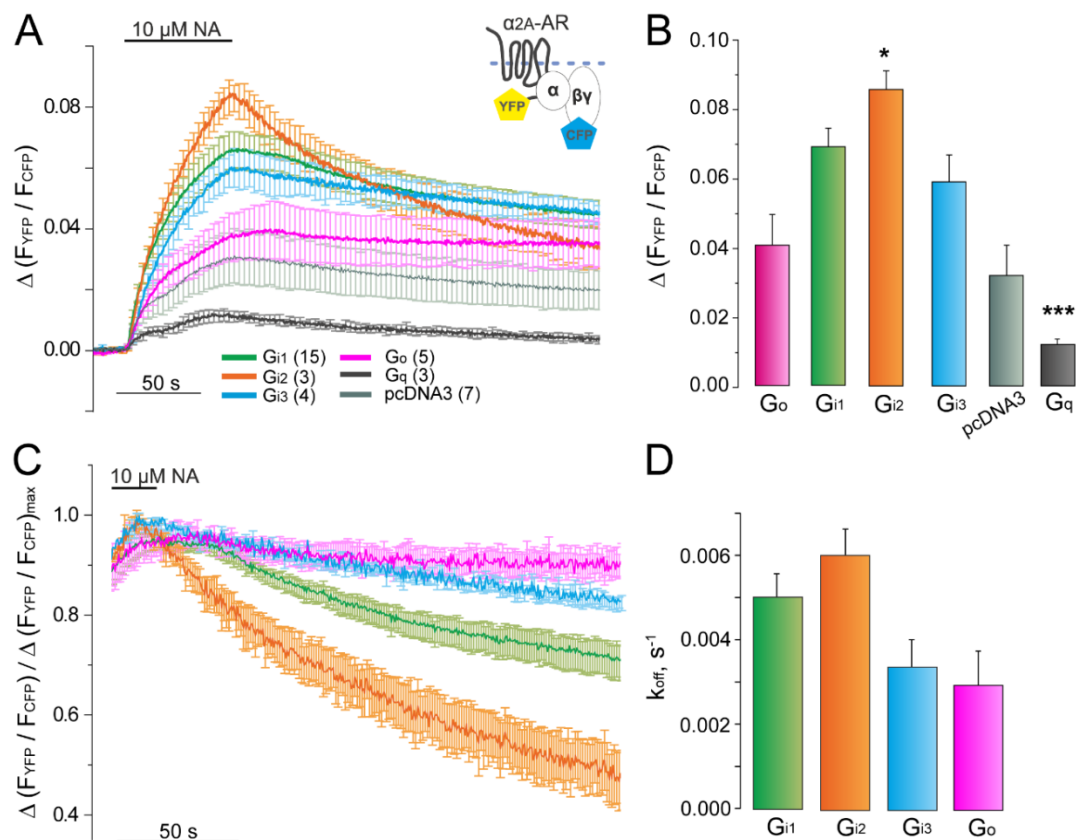 A
10 µM NA
α2A-AR
YFP
α
βγ
CFP
Δ (FYFP / FCFP)
0.08
0.04
0.00
50 s
Gi1 (15)
Gi2 (3)
Gi3 (4)
Go (5)
Gq (3)
pcDNA3 (7)
B
Δ (FYFP / FCFP)
0.10
0.08
0.06
0.04
0.02
0.00
*
***
Go
Gi1
Gi2
Gi3
pcDNA3
Gq
C
10 µM NA
Δ (FYFP / FCFP) / Δ (FYFP / FCFP)max
1.0
0.8
0.6
0.4
50 s
D
koff, s-1
0.006
0.004
0.002
0.000
Gi1
Gi2
Gi3
Go